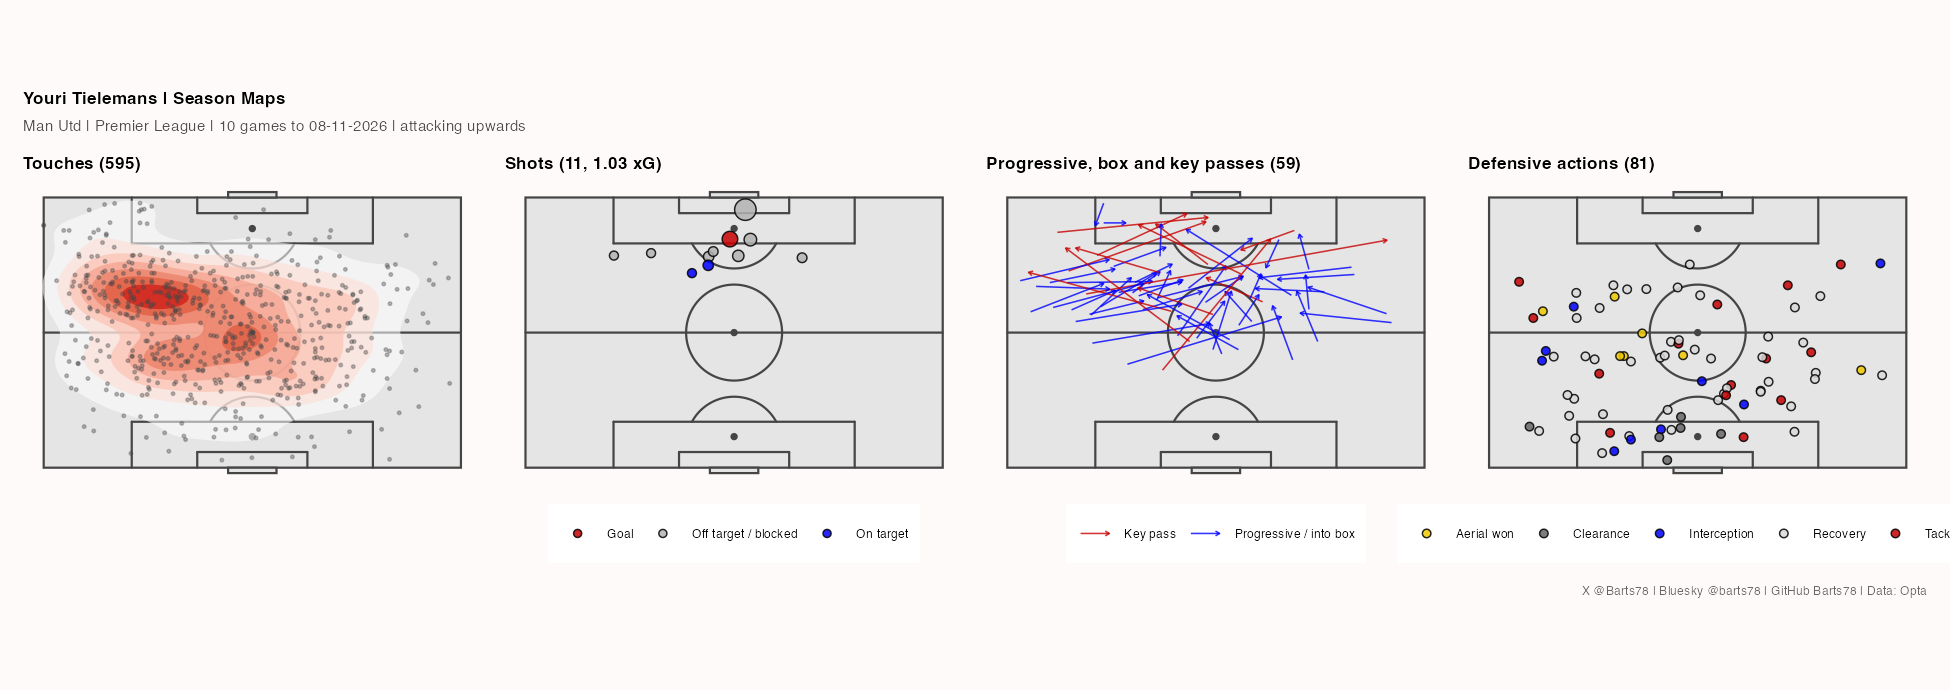 Youri Tielemans | Season Maps
Man Utd | Premier League | 10 games to 08-11-2026 | attacking upwards
Touches (595)
Shots (11, 1.03 xG)
Progressive, box and key passes (59)
Defensive actions (81)
Goal
Off target / blocked
On target
Key pass
Progressive / into box
Aerial won
Clearance
Interception
Recovery
Tack
X @Barts78 | Bluesky @barts78 | GitHub Barts78 | Data: Opta